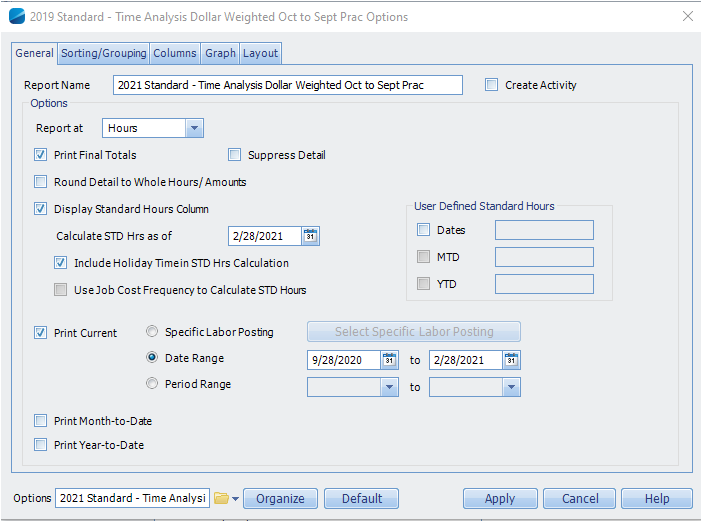 2019 Standard - Time Analysis Dollar Weighted Oct to Sept Prac Options
General Sorting/Grouping Columns Graph Layout
Report Name 2021 Standard - Time Analysis Dollar Weighted Oct to Sept Prac Create Activity
Options
Report at Hours
Print Final Totals Suppress Detail
Round Detail to Whole Hours/Amounts
Display Standard Hours Column
User Defined Standard Hours
Calculate STD Hrs as of 2/28/2021 31
Dates
Include Holiday Time in STD Hrs Calculation
MTD
Use Job Cost Frequency to Calculate STD Hours
YTD
Print Current Specific Labor Posting Select Specific Labor Posting
Date Range 9/28/2020 31 to 2/28/2021 31
Period Range to
Print Month-to-Date
Print Year-to-Date
Options 2021 Standard - Time Analysi Organize Default Apply Cancel Help